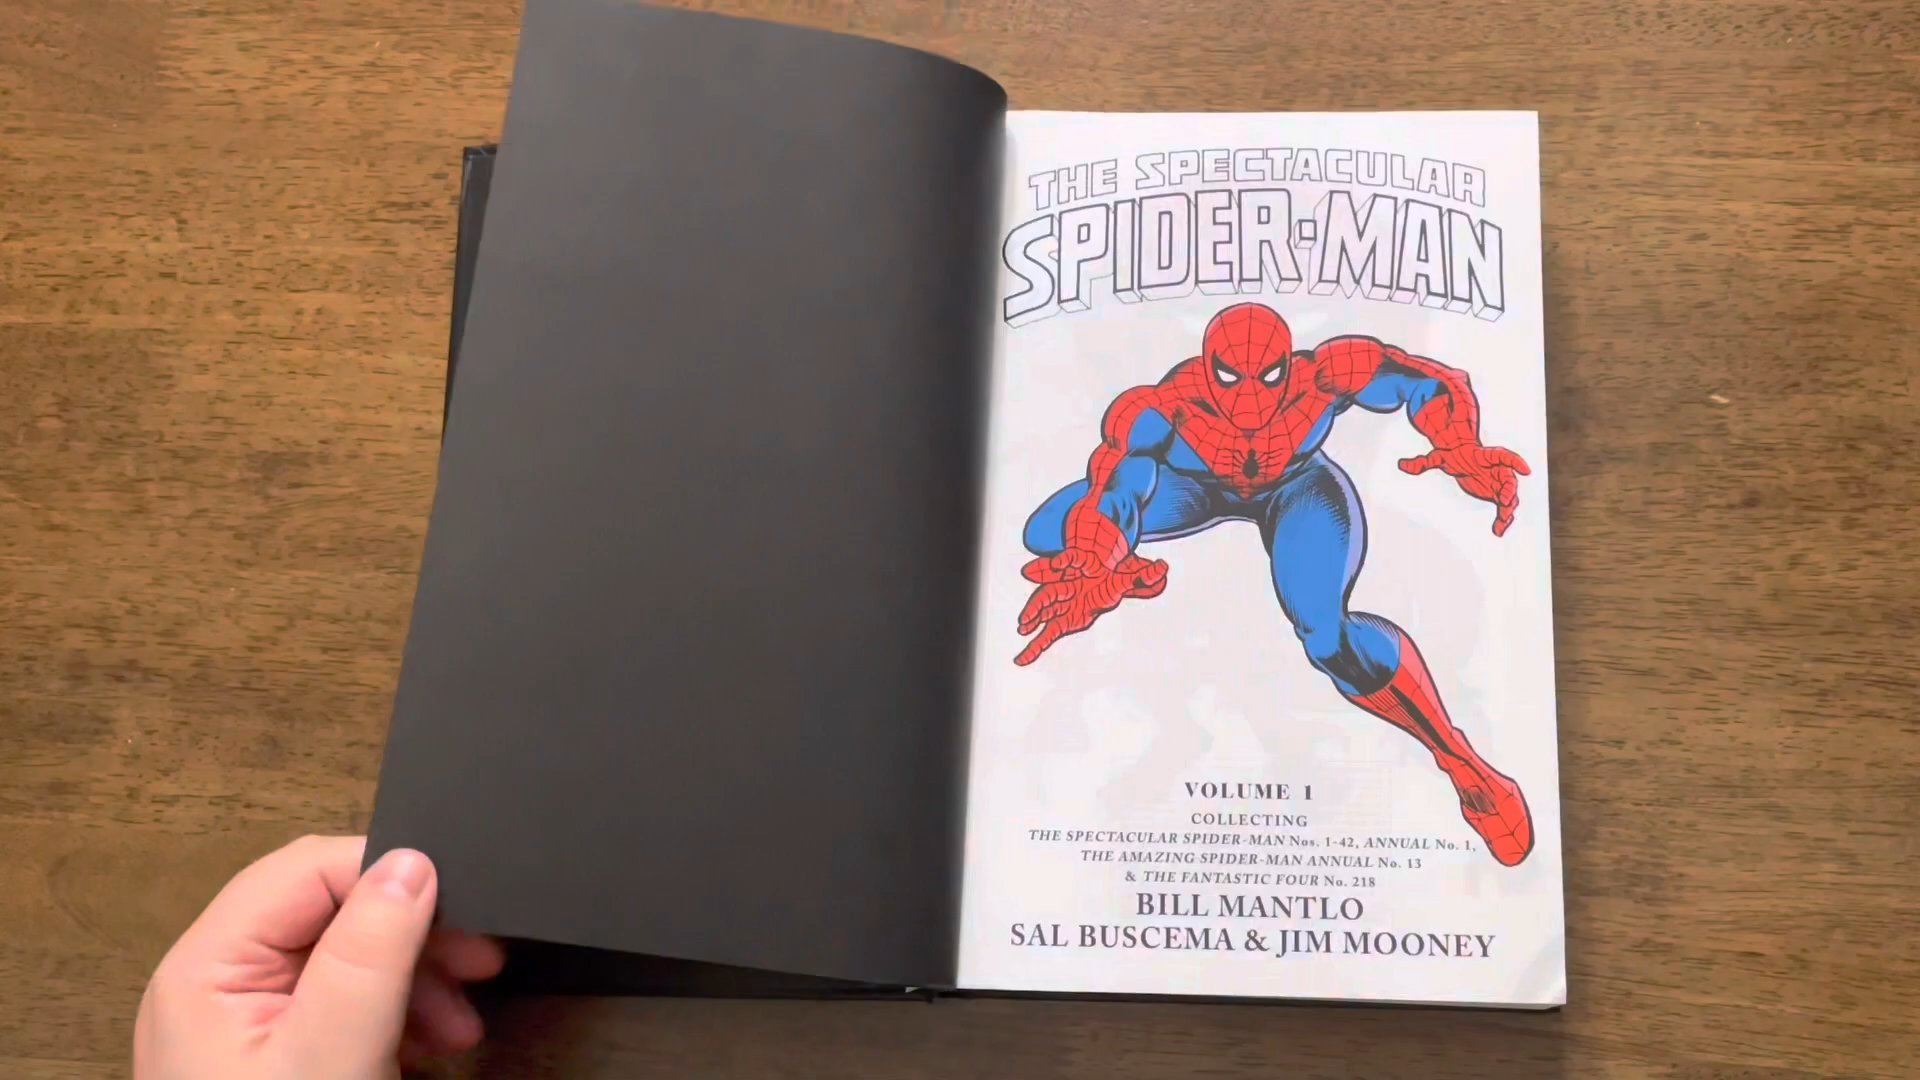 THE SPECTACULAR
SPIDER-MAN
VOLUME 1
COLLECTING
THE SPECTACULAR SPIDER-MAN Nos. 1-42, ANNUAL No. 1,
THE AMAZING SPIDER-MAN ANNUAL No. 13
& THE FANTASTIC FOUR No. 218
BILL MANTLO
SAL BUSCEMA & JIM MOONEY